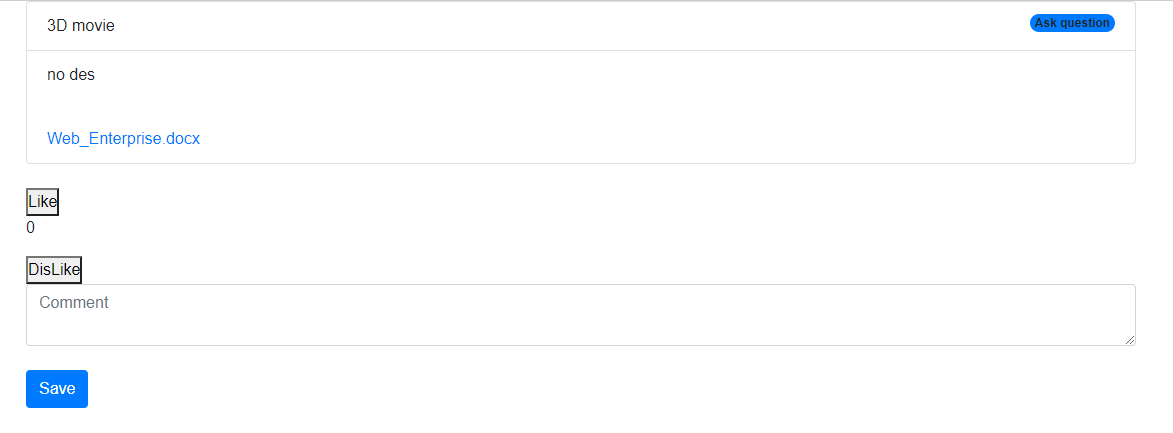 3D movie Ask question
no des
Web_Enterprise.docx
Like
0
DisLike
Comment
Save